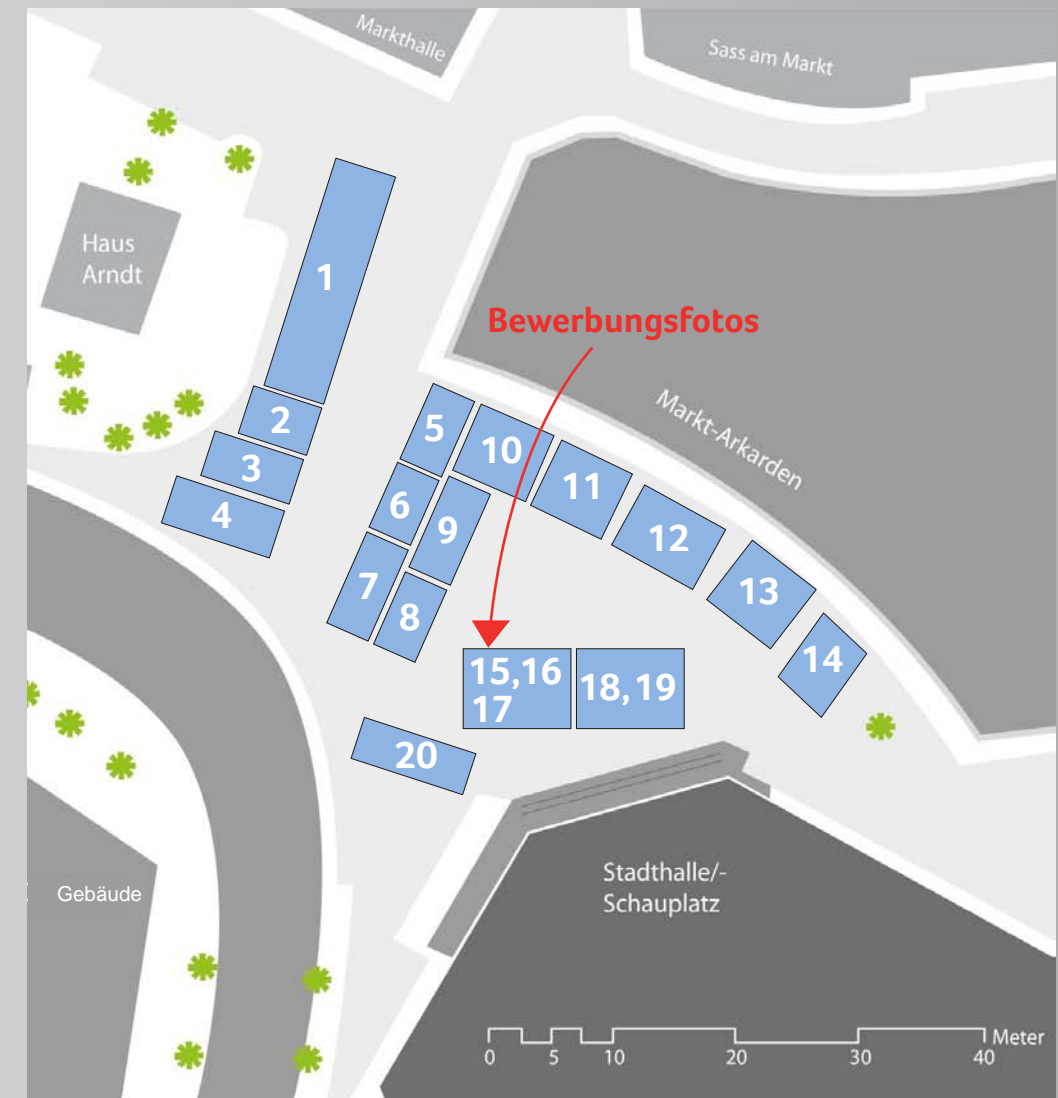 Markthalle
Sass am Markt
Haus
Arndt
1
Bewerbungsfotos
2
3
4
5
6
7
8
9
10
11
12
13
14
Markt-Arkarden
15,16
17
18, 19
20
Gebäude
Stadthalle/-
Schauplatz
0 5 10 20 30 40 Meter